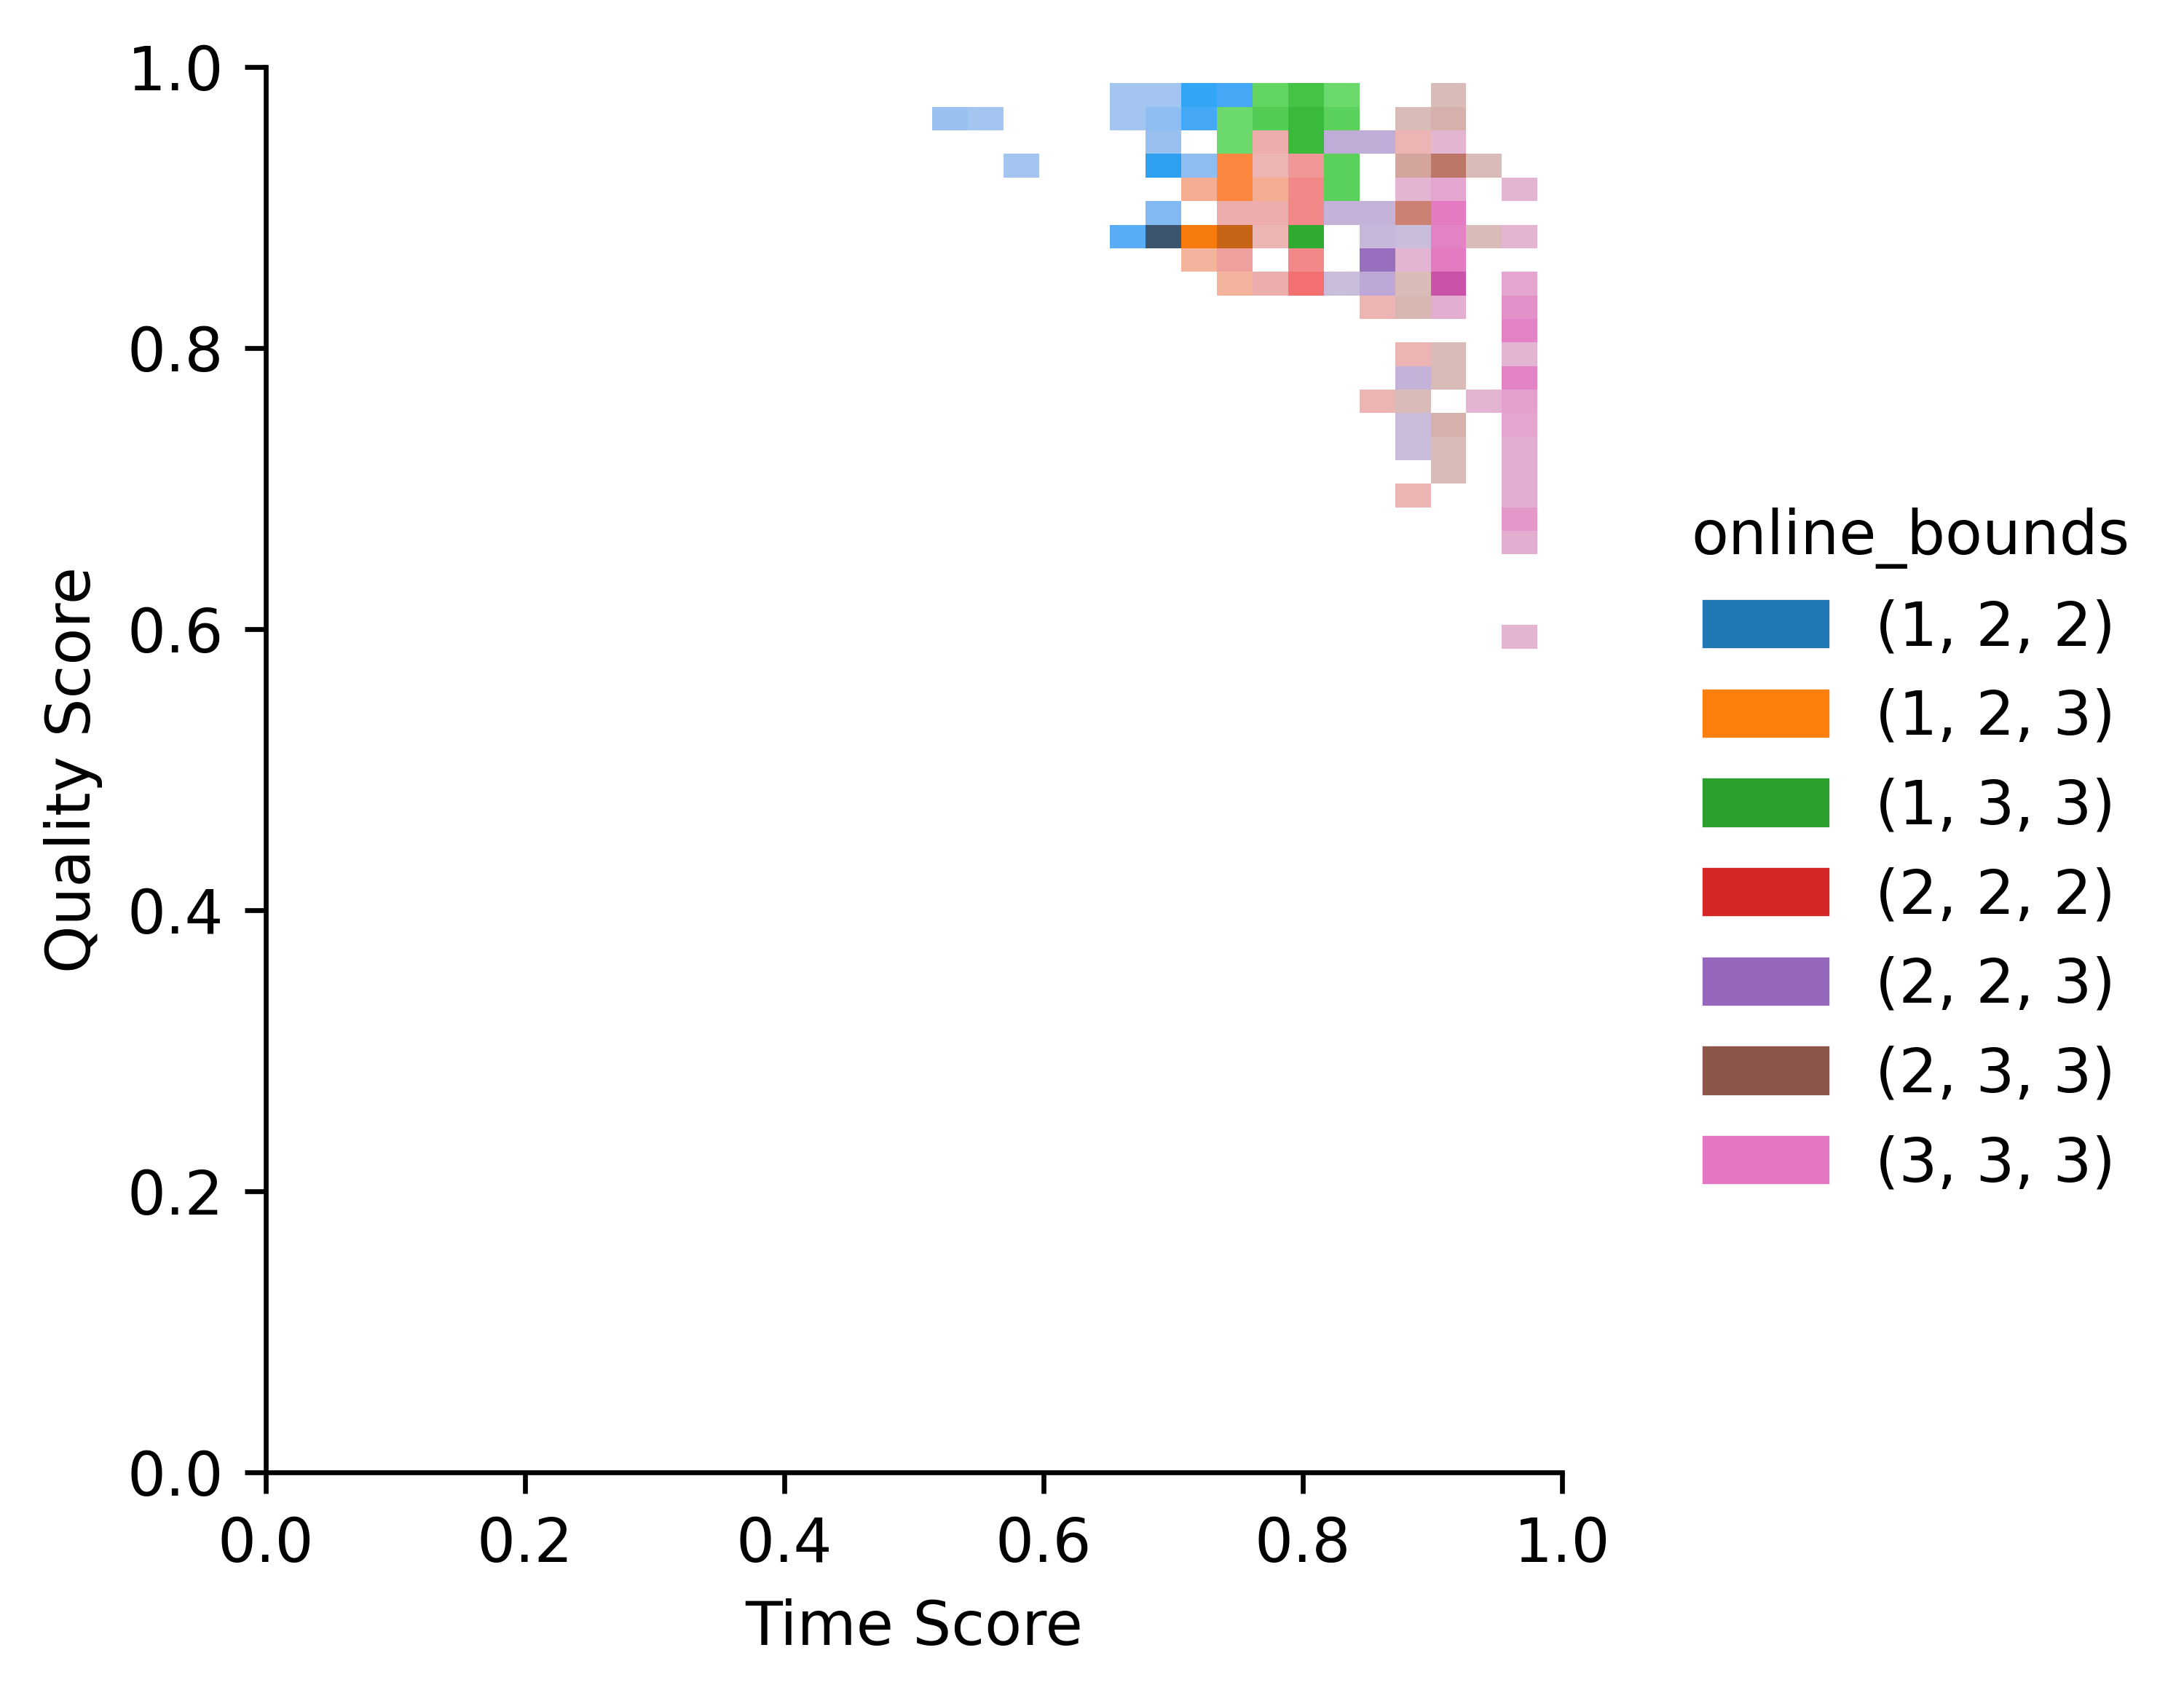 1.0
0.8
0.6
0.4
0.2
0.0
Quality Score
0.0 0.2 0.4 0.6 0.8 1.0
Time Score
online_bounds
(1, 2, 2)
(1, 2, 3)
(1, 3, 3)
(2, 2, 2)
(2, 2, 3)
(2, 3, 3)
(3, 3, 3)